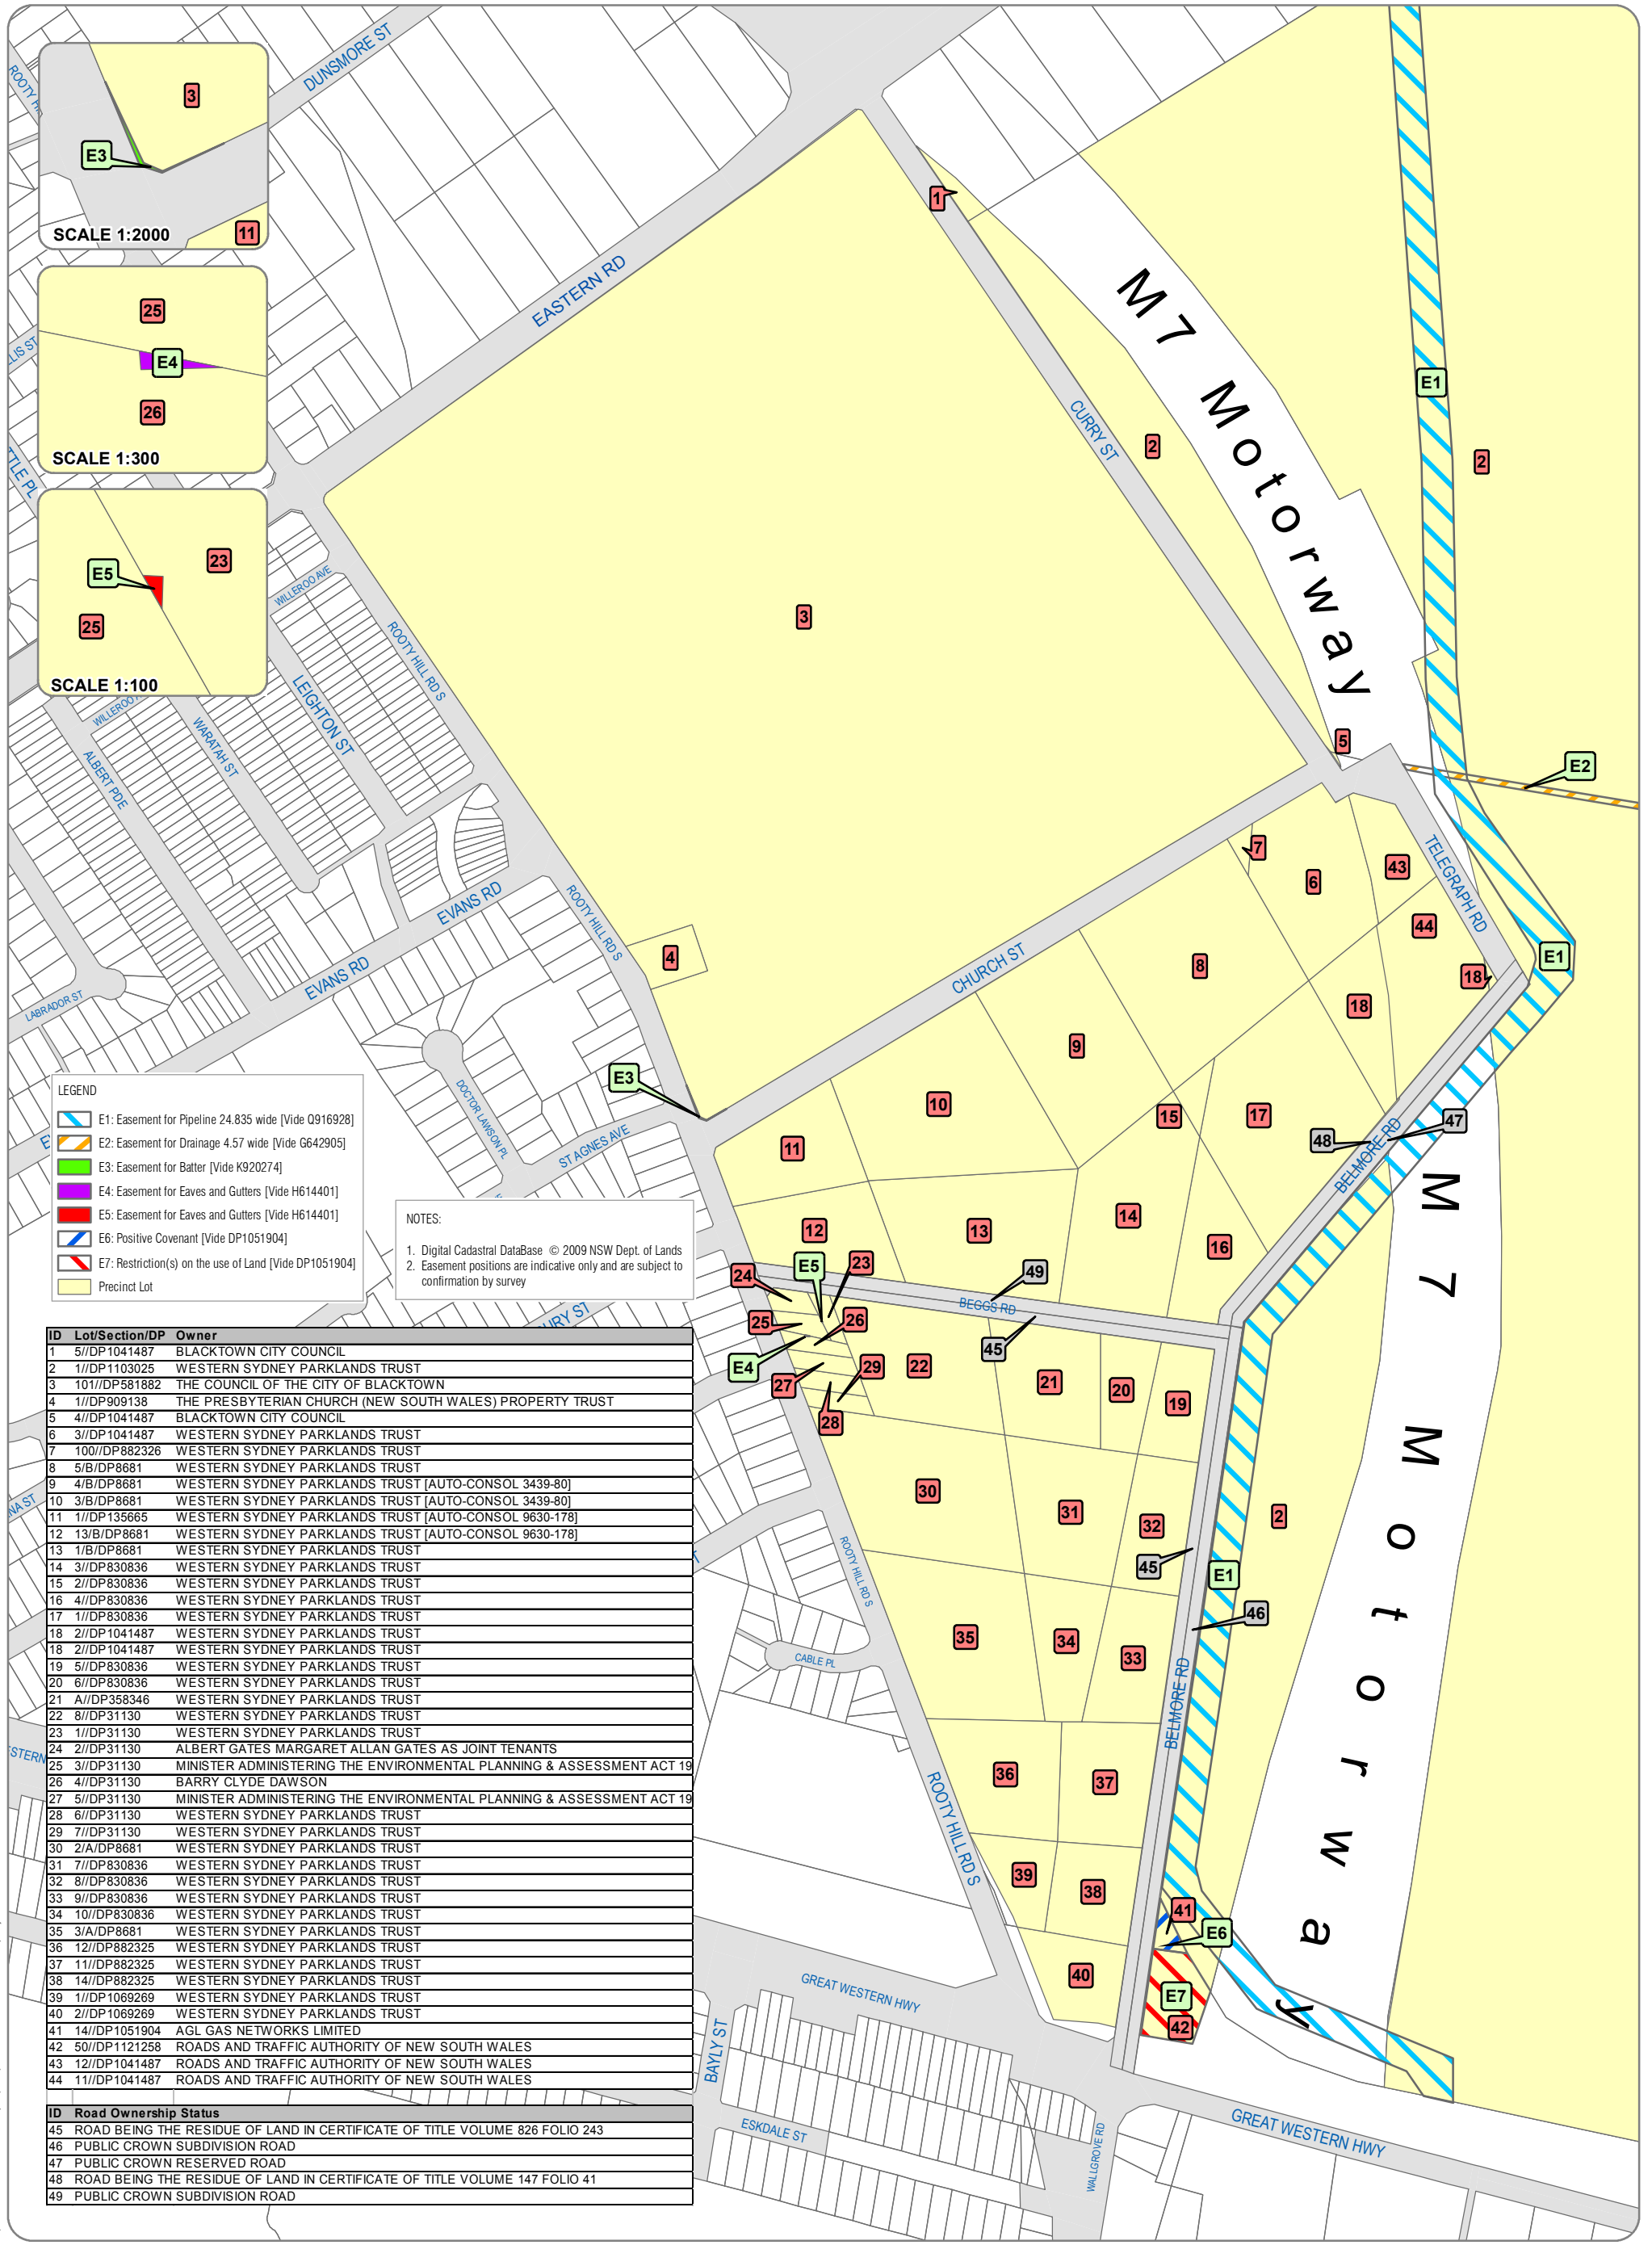 ROOTY H
DUNSMORE ST
3
E3
11
SCALE 1:2000
25
E4
26
SCALE 1:300
E5
23
25
SCALE 1:100
LLIS ST
TTLE PL
EASTERN RD
1
M7 Motorway
CURRY ST
2
E1
2
3
WILLEROO AVE
ROOTY HILL RD S
LEIGHTON ST
WILLEROO
WARATAH ST
ALBERT PDE
5
E2
7
6
43
TELEGRAPH RD
44
EVANS RD
ROOTY HILL RD S
4
CHURCH ST
8
18
E1
18
EVANS RD
LABRADOR ST
9
E3
10
15
17
47
48
BELMORE RD
DOCTOR LAWSON PL
ST AGNES AVE
11
12
13
14
16
M7 Motorway
LEGEND
E1: Easement for Pipeline 24.835 wide [Vide Q916928]
E2: Easement for Drainage 4.57 wide [Vide G642905]
E3: Easement for Batter [Vide K920274]
E4: Easement for Eaves and Gutters [Vide H614401]
E5: Easement for Eaves and Gutters [Vide H614401]
E6: Positive Covenant [Vide DP1051904]
E7: Restriction(s) on the use of Land [Vide DP1051904]
Precinct Lot
NOTES:
1. Digital Cadastral DataBase © 2009 NSW Dept. of Lands
2. Easement positions are indicative only and are subject to
confirmation by survey
URY ST
24
E5
23
49
BEGGS RD
25
26
45
E4
27
29
22
21
20
19
28
30
31
32
2
45
E1
46
ROOTY HILL RD S
35
34
33
CABLE PL
BELMORE RD
36
37
ROOTY HILL RD S
39
38
41
E6
40
E7
42
GREAT WESTERN HWY
BAYLY ST
ESKDALE ST
WALLGROVE RD
GREAT WESTERN HWY
NA ST
STERN
ID Lot/Section/DP Owner
1 5//DP1041487 BLACKTOWN CITY COUNCIL
2 1//DP1103025 WESTERN SYDNEY PARKLANDS TRUST
3 101//DP581882 THE COUNCIL OF THE CITY OF BLACKTOWN
4 1//DP909138 THE PRESBYTERIAN CHURCH (NEW SOUTH WALES) PROPERTY TRUST
5 4//DP1041487 BLACKTOWN CITY COUNCIL
6 3//DP1041487 WESTERN SYDNEY PARKLANDS TRUST
7 100//DP882326 WESTERN SYDNEY PARKLANDS TRUST
8 5/B/DP8681 WESTERN SYDNEY PARKLANDS TRUST
9 4/B/DP8681 WESTERN SYDNEY PARKLANDS TRUST [AUTO-CONSOL 3439-80]
10 3/B/DP8681 WESTERN SYDNEY PARKLANDS TRUST [AUTO-CONSOL 3439-80]
11 1//DP135665 WESTERN SYDNEY PARKLANDS TRUST [AUTO-CONSOL 9630-178]
12 13/B/DP8681 WESTERN SYDNEY PARKLANDS TRUST [AUTO-CONSOL 9630-178]
13 1/B/DP8681 WESTERN SYDNEY PARKLANDS TRUST
14 3//DP830836 WESTERN SYDNEY PARKLANDS TRUST
15 2//DP830836 WESTERN SYDNEY PARKLANDS TRUST
16 4//DP830836 WESTERN SYDNEY PARKLANDS TRUST
17 1//DP830836 WESTERN SYDNEY PARKLANDS TRUST
18 2//DP1041487 WESTERN SYDNEY PARKLANDS TRUST
18 2//DP1041487 WESTERN SYDNEY PARKLANDS TRUST
19 5//DP830836 WESTERN SYDNEY PARKLANDS TRUST
20 6//DP830836 WESTERN SYDNEY PARKLANDS TRUST
21 A//DP358346 WESTERN SYDNEY PARKLANDS TRUST
22 8//DP31130 WESTERN SYDNEY PARKLANDS TRUST
23 1//DP31130 WESTERN SYDNEY PARKLANDS TRUST
24 2//DP31130 ALBERT GATES MARGARET ALLAN GATES AS JOINT TENANTS
25 3//DP31130 MINISTER ADMINISTERING THE ENVIRONMENTAL PLANNING & ASSESSMENT ACT 19
26 4//DP31130 BARRY CLYDE DAWSON
27 5//DP31130 MINISTER ADMINISTERING THE ENVIRONMENTAL PLANNING & ASSESSMENT ACT 19
28 6//DP31130 WESTERN SYDNEY PARKLANDS TRUST
29 7//DP31130 WESTERN SYDNEY PARKLANDS TRUST
30 2/A/DP8681 WESTERN SYDNEY PARKLANDS TRUST
31 7//DP830836 WESTERN SYDNEY PARKLANDS TRUST
32 8//DP830836 WESTERN SYDNEY PARKLANDS TRUST
33 9//DP830836 WESTERN SYDNEY PARKLANDS TRUST
34 10//DP830836 WESTERN SYDNEY PARKLANDS TRUST
35 3/A/DP8681 WESTERN SYDNEY PARKLANDS TRUST
36 12//DP882325 WESTERN SYDNEY PARKLANDS TRUST
37 11//DP882325 WESTERN SYDNEY PARKLANDS TRUST
38 14//DP882325 WESTERN SYDNEY PARKLANDS TRUST
39 1//DP1069269 WESTERN SYDNEY PARKLANDS TRUST
40 2//DP1069269 WESTERN SYDNEY PARKLANDS TRUST
41 14//DP1051904 AGL GAS NETWORKS LIMITED
42 50//DP1121258 ROADS AND TRAFFIC AUTHORITY OF NEW SOUTH WALES
43 12//DP1041487 ROADS AND TRAFFIC AUTHORITY OF NEW SOUTH WALES
44 11//DP1041487 ROADS AND TRAFFIC AUTHORITY OF NEW SOUTH WALES
ID Road Ownership Status
45 ROAD BEING THE RESIDUE OF LAND IN CERTIFICATE OF TITLE VOLUME 826 FOLIO 243
46 PUBLIC CROWN SUBDIVISION ROAD
47 PUBLIC CROWN RESERVED ROAD
48 ROAD BEING THE RESIDUE OF LAND IN CERTIFICATE OF TITLE VOLUME 147 FOLIO 41
49 PUBLIC CROWN SUBDIVISION ROAD